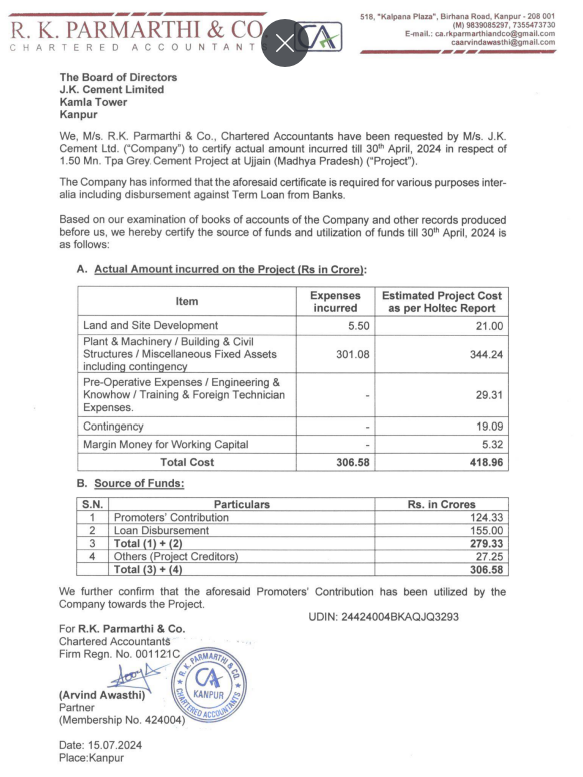 R. K. PARMARTHI & CO.
CHARTERED ACCOUNTANTS
CA
518, "Kalpana Plaza", Birhana Road, Kanpur - 208 001
(M) 9839085297, 7355473730
E-mail.: ca.rkparmarthiandco@gmail.com
caarvindawasthi@gmail.com
The Board of Directors
J.K. Cement Limited
Kamla Tower
Kanpur
We, M/s. R.K. Parmarthi & Co., Chartered Accountants have been requested by M/s. J.K.
Cement Ltd. ("Company") to certify actual amount incurred till 30th April, 2024 in respect of
1.50 Mn. Tpa Grey Cement Project at Ujjain (Madhya Pradesh) ("Project").
The Company has informed that the aforesaid certificate is required for various purposes inter-
alia including disbursement against Term Loan from Banks.
Based on our examination of books of accounts of the Company and other records produced
before us, we hereby certify the source of funds and utilization of funds till 30th April, 2024 is
as follows:
A. Actual Amount incurred on the Project (Rs in Crore):
Item Expenses incurred Estimated Project Cost as per Holtec Report
Land and Site Development 5.50 21.00
Plant & Machinery / Building & Civil
Structures / Miscellaneous Fixed Assets 301.08 344.24
including contingency
Pre-Operative Expenses / Engineering &
Knowhow / Training & Foreign Technician - 29.31
Expenses.
Contingency - 19.09
Margin Money for Working Capital - 5.32
Total Cost 306.58 418.96
B. Source of Funds:
S.N. Particulars Rs. in Crores
1 Promoters' Contribution 124.33
2 Loan Disbursement 155.00
3 Total (1) + (2) 279.33
4 Others (Project Creditors) 27.25
Total (3) + (4) 306.58
We further confirm that the aforesaid Promoters' Contribution has been utilized by the
Company towards the Project.
UDIN: 24424004BKAQJQ3293
For R.K. Parmarthi & Co.
Chartered Accountants
Firm Regn. No. 001121C
R. K. PARMARTHI & CO.
CA
KANPUR
CHARTERED ACCOUNTANTS
(Arvind Awasthi)
Partner
(Membership No. 424004)
Date: 15.07.2024
Place:Kanpur